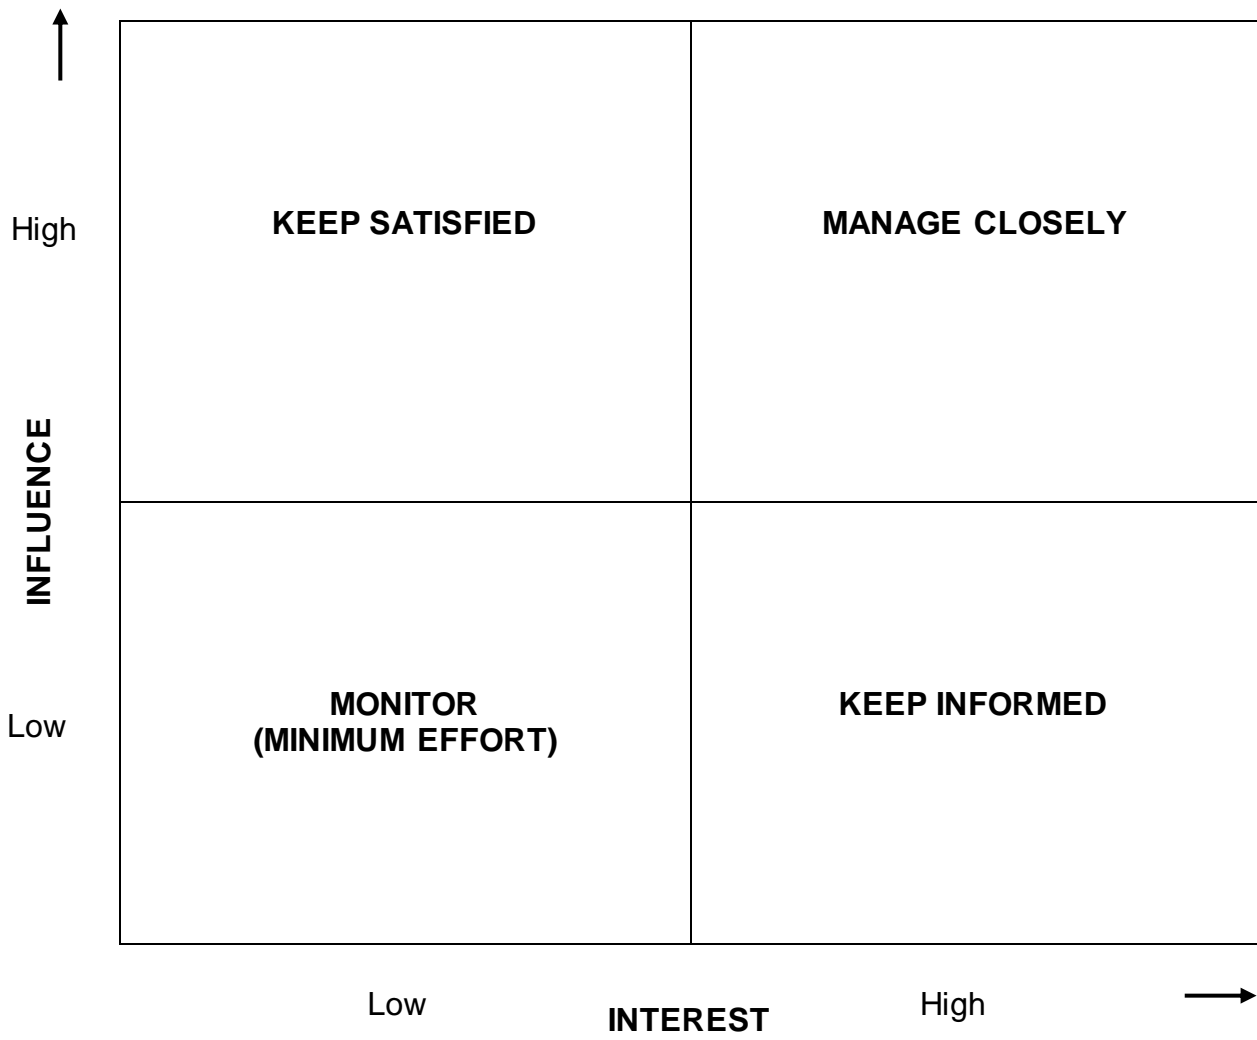 High
KEEP SATISFIED
MANAGE CLOSELY
INFLUENCE
Low
MONITOR
(MINIMUM EFFORT)
KEEP INFORMED
Low
INTEREST
High